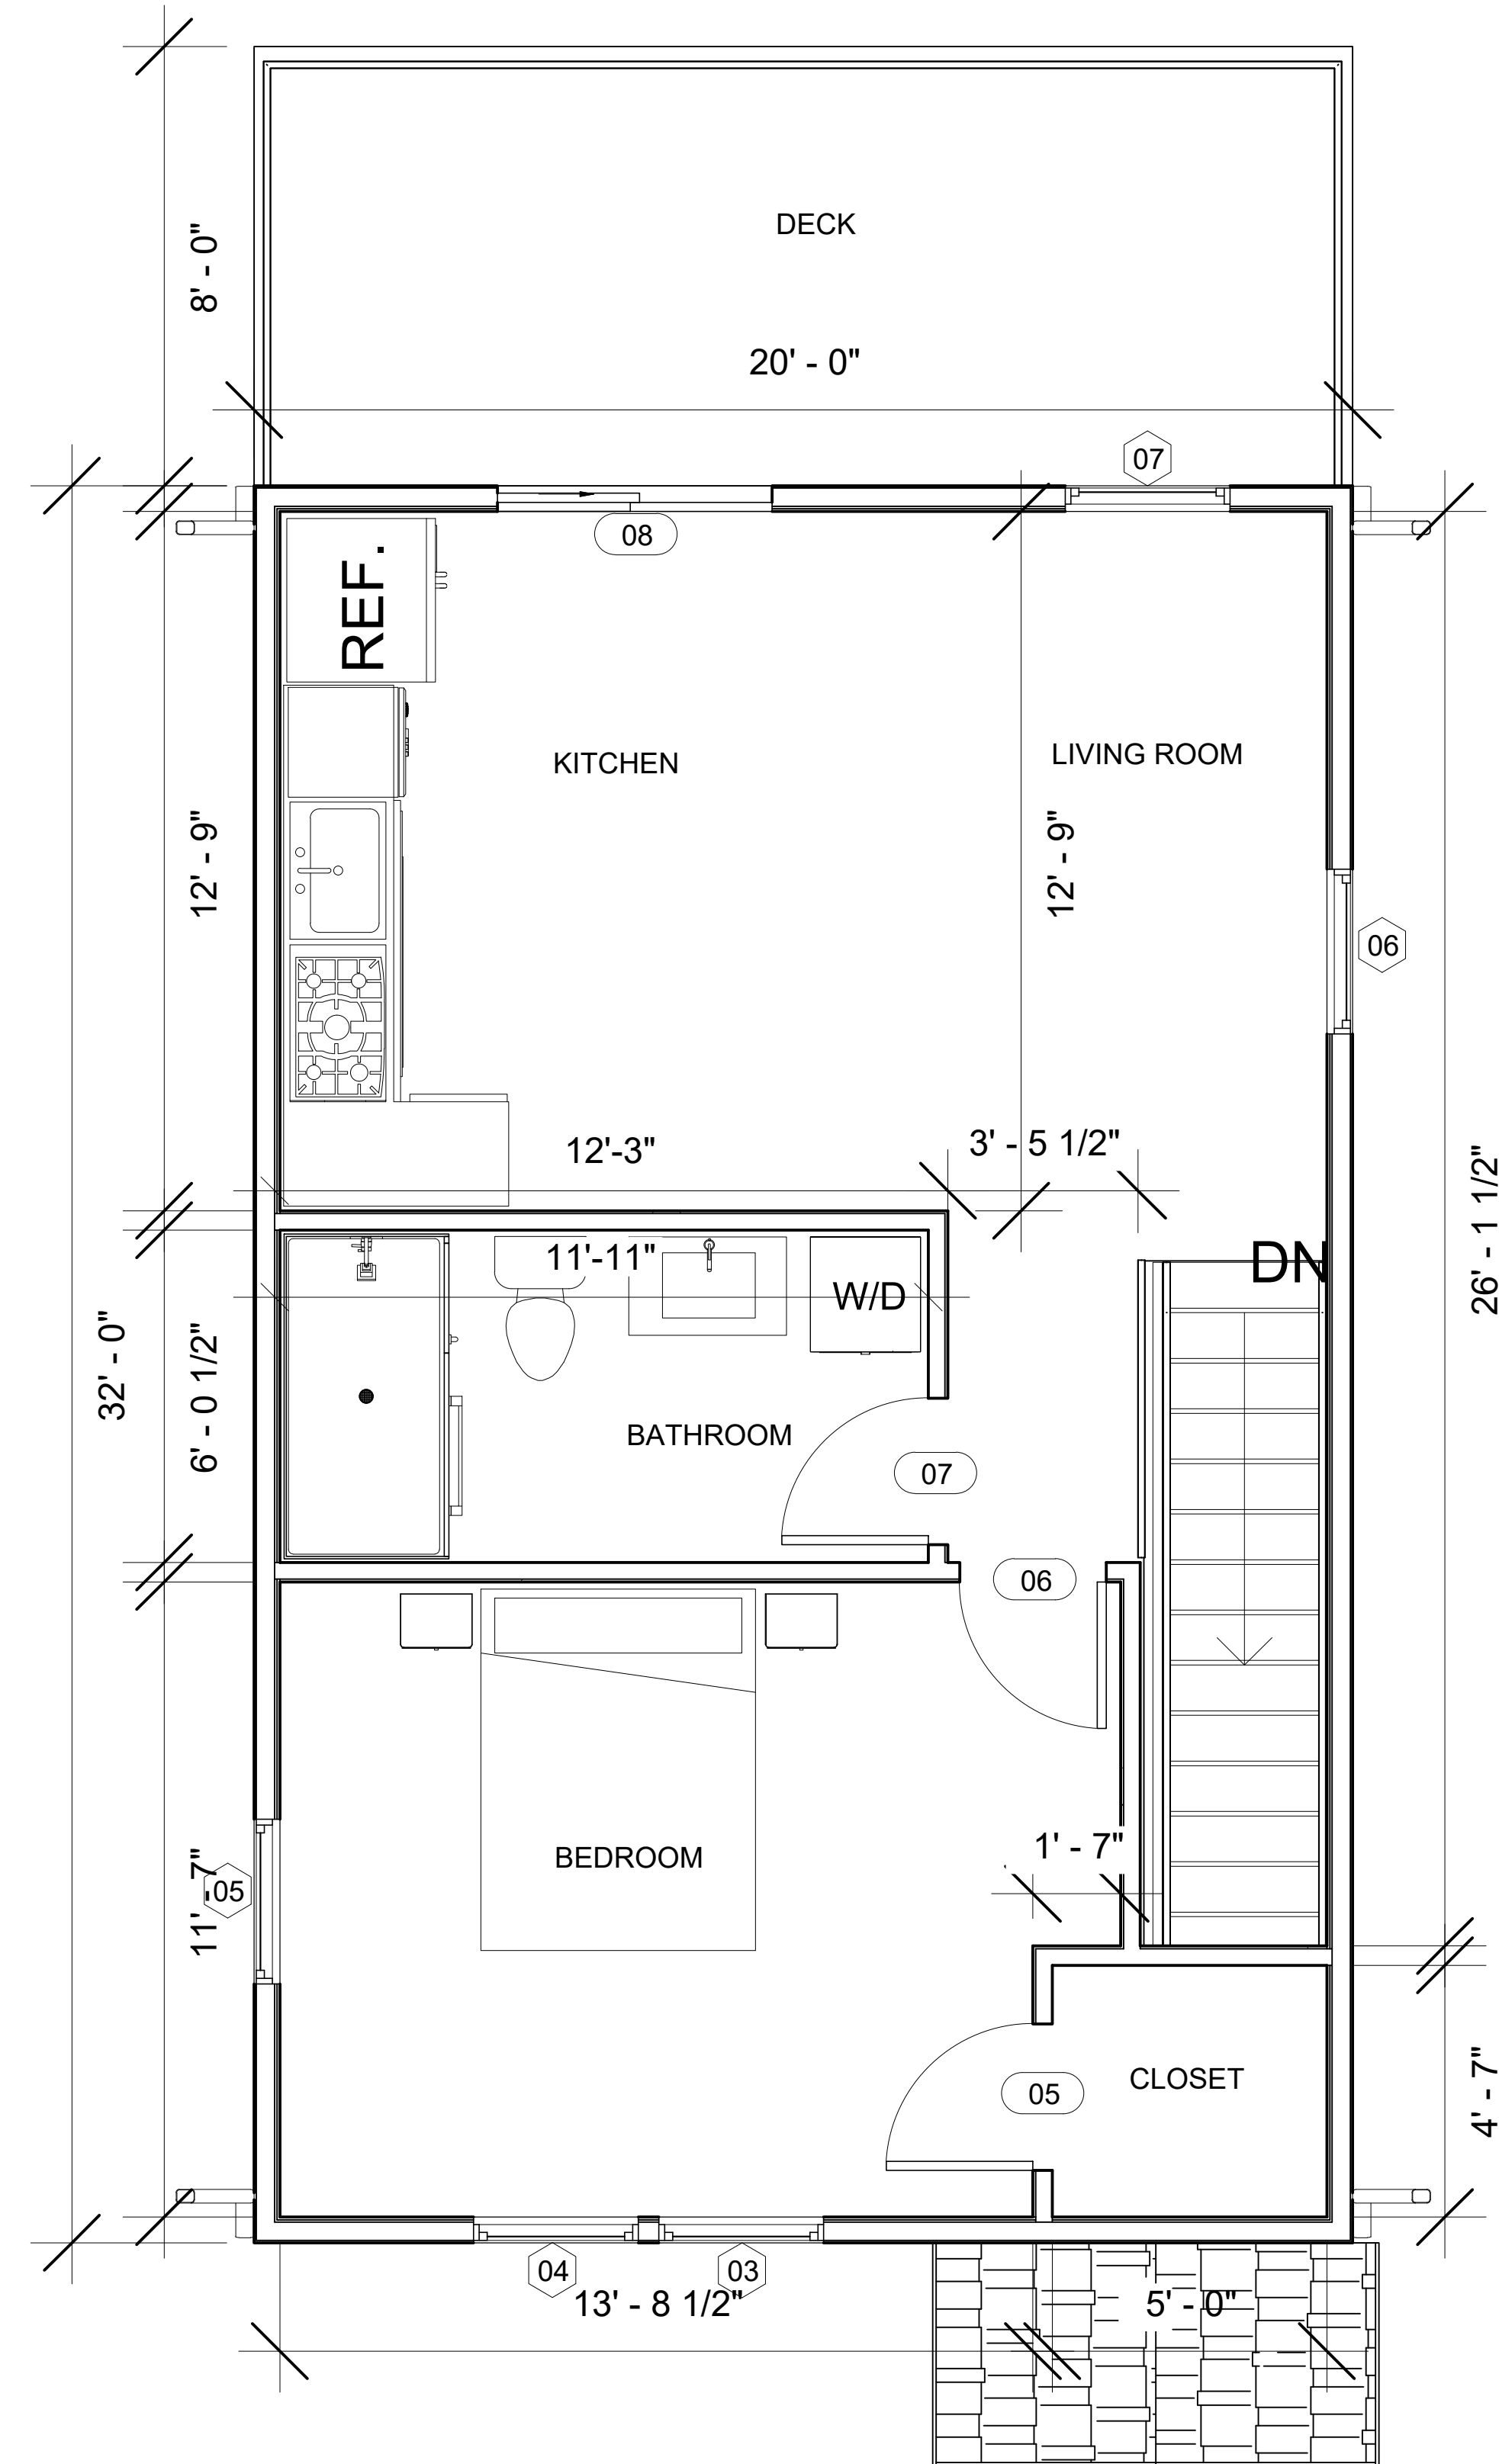 DECK
8' - 0"
20' - 0"
07
08
REF.
KITCHEN
LIVING ROOM
12' - 9"
12' - 9"
06
12'-3"
3' - 5 1/2"
26' - 1 1/2"
DN
11'-11"
W/D
32' - 0"
6' - 0 1/2"
BATHROOM
07
06
1' - 7"
BEDROOM
11' - 7"
05
CLOSET
05
4' - 7"
04
03
13' - 8 1/2"
5' - 0"